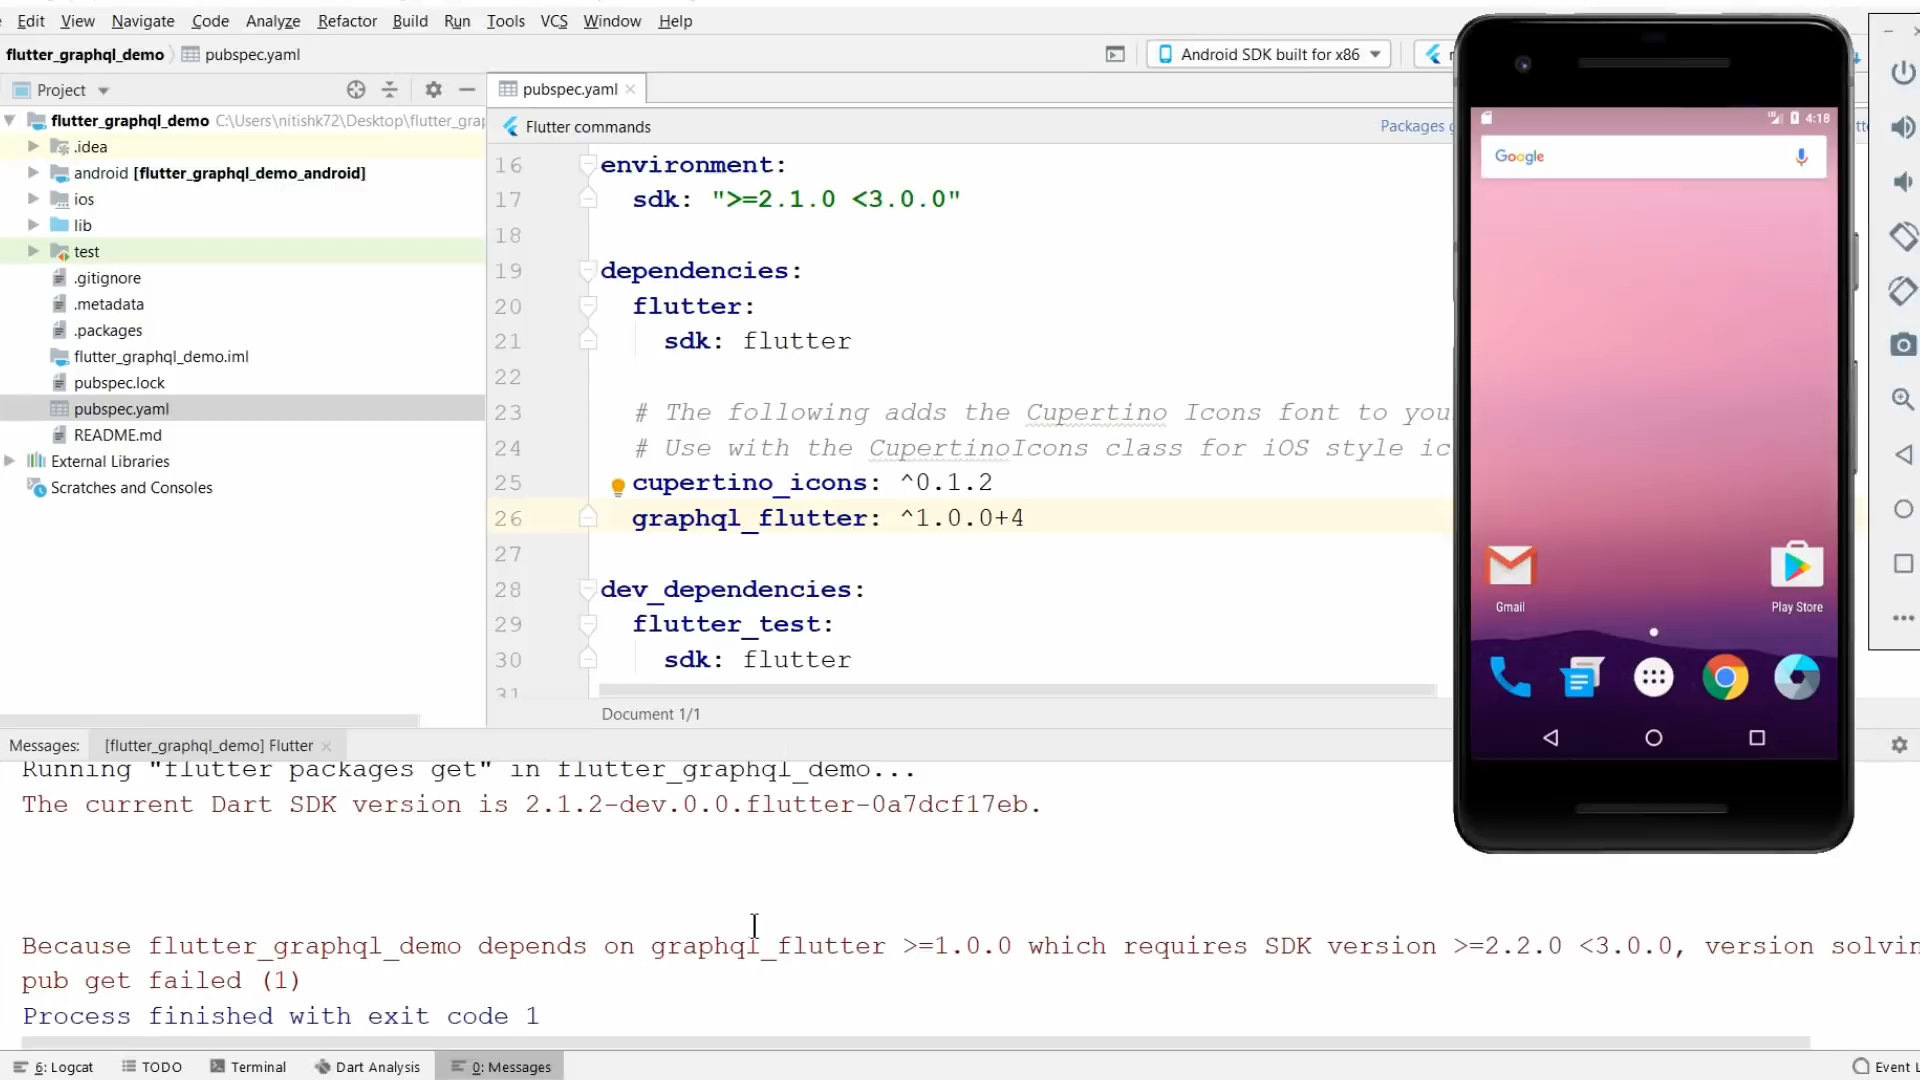 Edit View Navigate Code Analyze Refactor Build Run Tools VCS Window Help
flutter_graphql_demo pubspec.yaml
Android SDK built for x86
Project
pubspec.yaml
flutter_graphql_demo C:\Users\nitishk72\Desktop\flutter_grap
.idea
android [flutter_graphql_demo_android]
ios
lib
test
.gitignore
.metadata
.packages
flutter_graphql_demo.iml
pubspec.lock
pubspec.yaml
README.md
External Libraries
Scratches and Consoles
Flutter commands
Packages
16 environment:
17 sdk: ">=2.1.0 <3.0.0"
18
19 dependencies:
20 flutter:
21 sdk: flutter
22
23 # The following adds the Cupertino Icons font to you
24 # Use with the CupertinoIcons class for iOS style ic
25 cupertino_icons: ^0.1.2
26 graphql_flutter: ^1.0.0+4
27
28 dev_dependencies:
29 flutter_test:
30 sdk: flutter
31
Document 1/1
4:18
Google
Gmail
Play Store
Messages: [flutter_graphql_demo] Flutter
Running "flutter packages get" in flutter_graphql_demo...
The current Dart SDK version is 2.1.2-dev.0.0.flutter-0a7dcf17eb.
Because flutter_graphql_demo depends on graphql_flutter >=1.0.0 which requires SDK version >=2.2.0 <3.0.0, version solvin
pub get failed (1)
Process finished with exit code 1
6: Logcat TODO Terminal Dart Analysis 0: Messages Event L